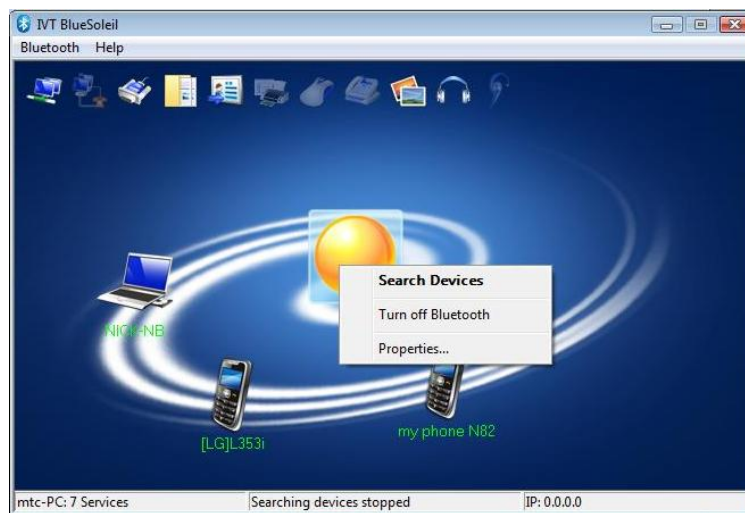 IVT BlueSoleil
Bluetooth Help
Search Devices
Turn off Bluetooth
Properties...
NICK-NB
[LG]L353i
my phone N82
mtc-PC: 7 Services
Searching devices stopped
IP: 0.0.0.0